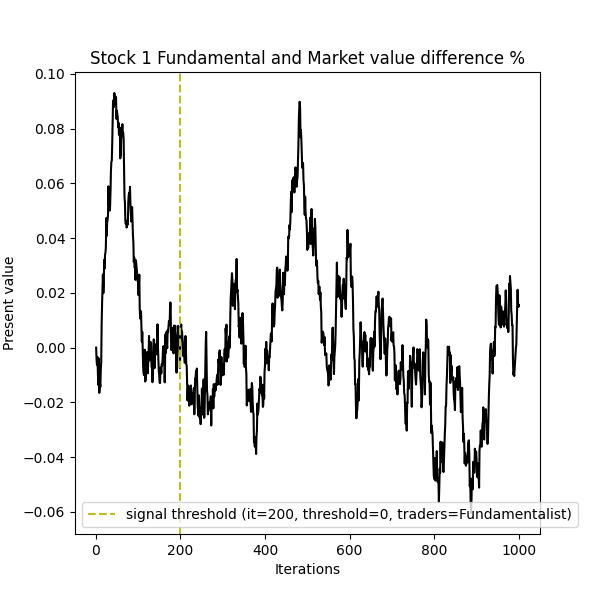 Stock 1 Fundamental and Market value difference %
0.10
0.08
0.06
0.04
0.02
0.00
−0.02
−0.04
−0.06
Present value
signal threshold (it=200, threshold=0, traders=Fundamentalist)
0 200 400 600 800 1000
Iterations